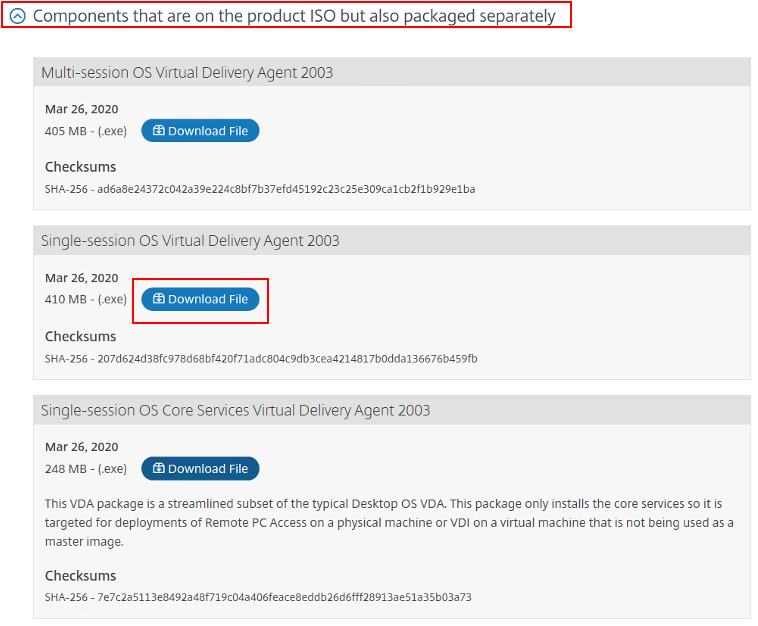 Components that are on the product ISO but also packaged separately
Multi-session OS Virtual Delivery Agent 2003
Mar 26, 2020
405 MB - (.exe) Download File
Checksums
SHA-256 - ad6a8e24372c042a39e224c8bf7b37efd45192c23c25e309ca1cb2f1b929e1ba
Single-session OS Virtual Delivery Agent 2003
Mar 26, 2020
410 MB - (.exe) Download File
Checksums
SHA-256 - 207d624d38fc978d68bf420f71adc804c9db3cea4214817b0dda136676b459fb
Single-session OS Core Services Virtual Delivery Agent 2003
Mar 26, 2020
248 MB - (.exe) Download File
This VDA package is a streamlined subset of the typical Desktop OS VDA. This package only installs the core services so it is
targeted for deployments of Remote PC Access on a physical machine or VDI on a virtual machine that is not being used as a
master image.
Checksums
SHA-256 - 7e7c2a5113e8492a48f719c04a406feace8eddb26d6fff28913ae51a35b03a73